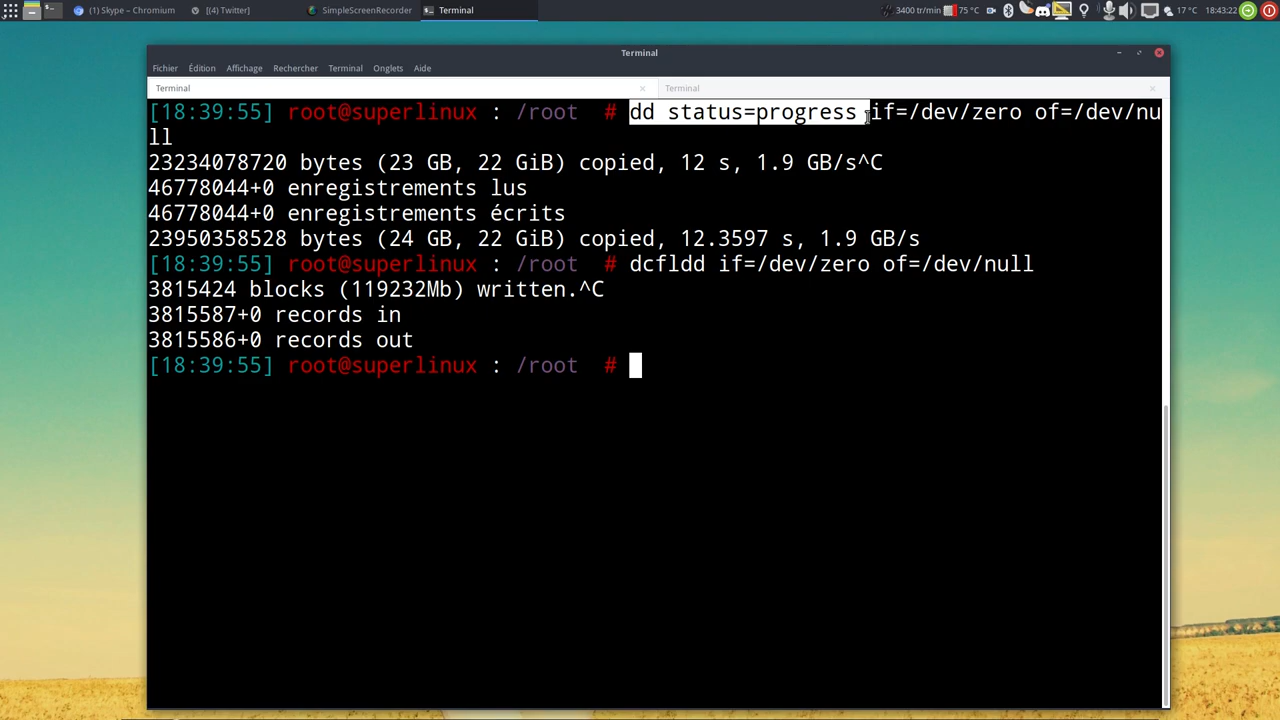 (1) Skype – Chromium
[(4) Twitter]
SimpleScreenRecorder
Terminal
3400 tr/min
75 °C
17 °C
18:43:22
Terminal
Fichier Édition Affichage Rechercher Terminal Onglets Aide
Terminal
Terminal
[18:39:55] root@superlinux : /root # dd status=progress if=/dev/zero of=/dev/nu
ll
23234078720 bytes (23 GB, 22 GiB) copied, 12 s, 1.9 GB/s^C
46778044+0 enregistrements lus
46778044+0 enregistrements écrits
23950358528 bytes (24 GB, 22 GiB) copied, 12.3597 s, 1.9 GB/s
[18:39:55] root@superlinux : /root # dcfldd if=/dev/zero of=/dev/null
3815424 blocks (119232Mb) written.^C
3815587+0 records in
3815586+0 records out
[18:39:55] root@superlinux : /root #